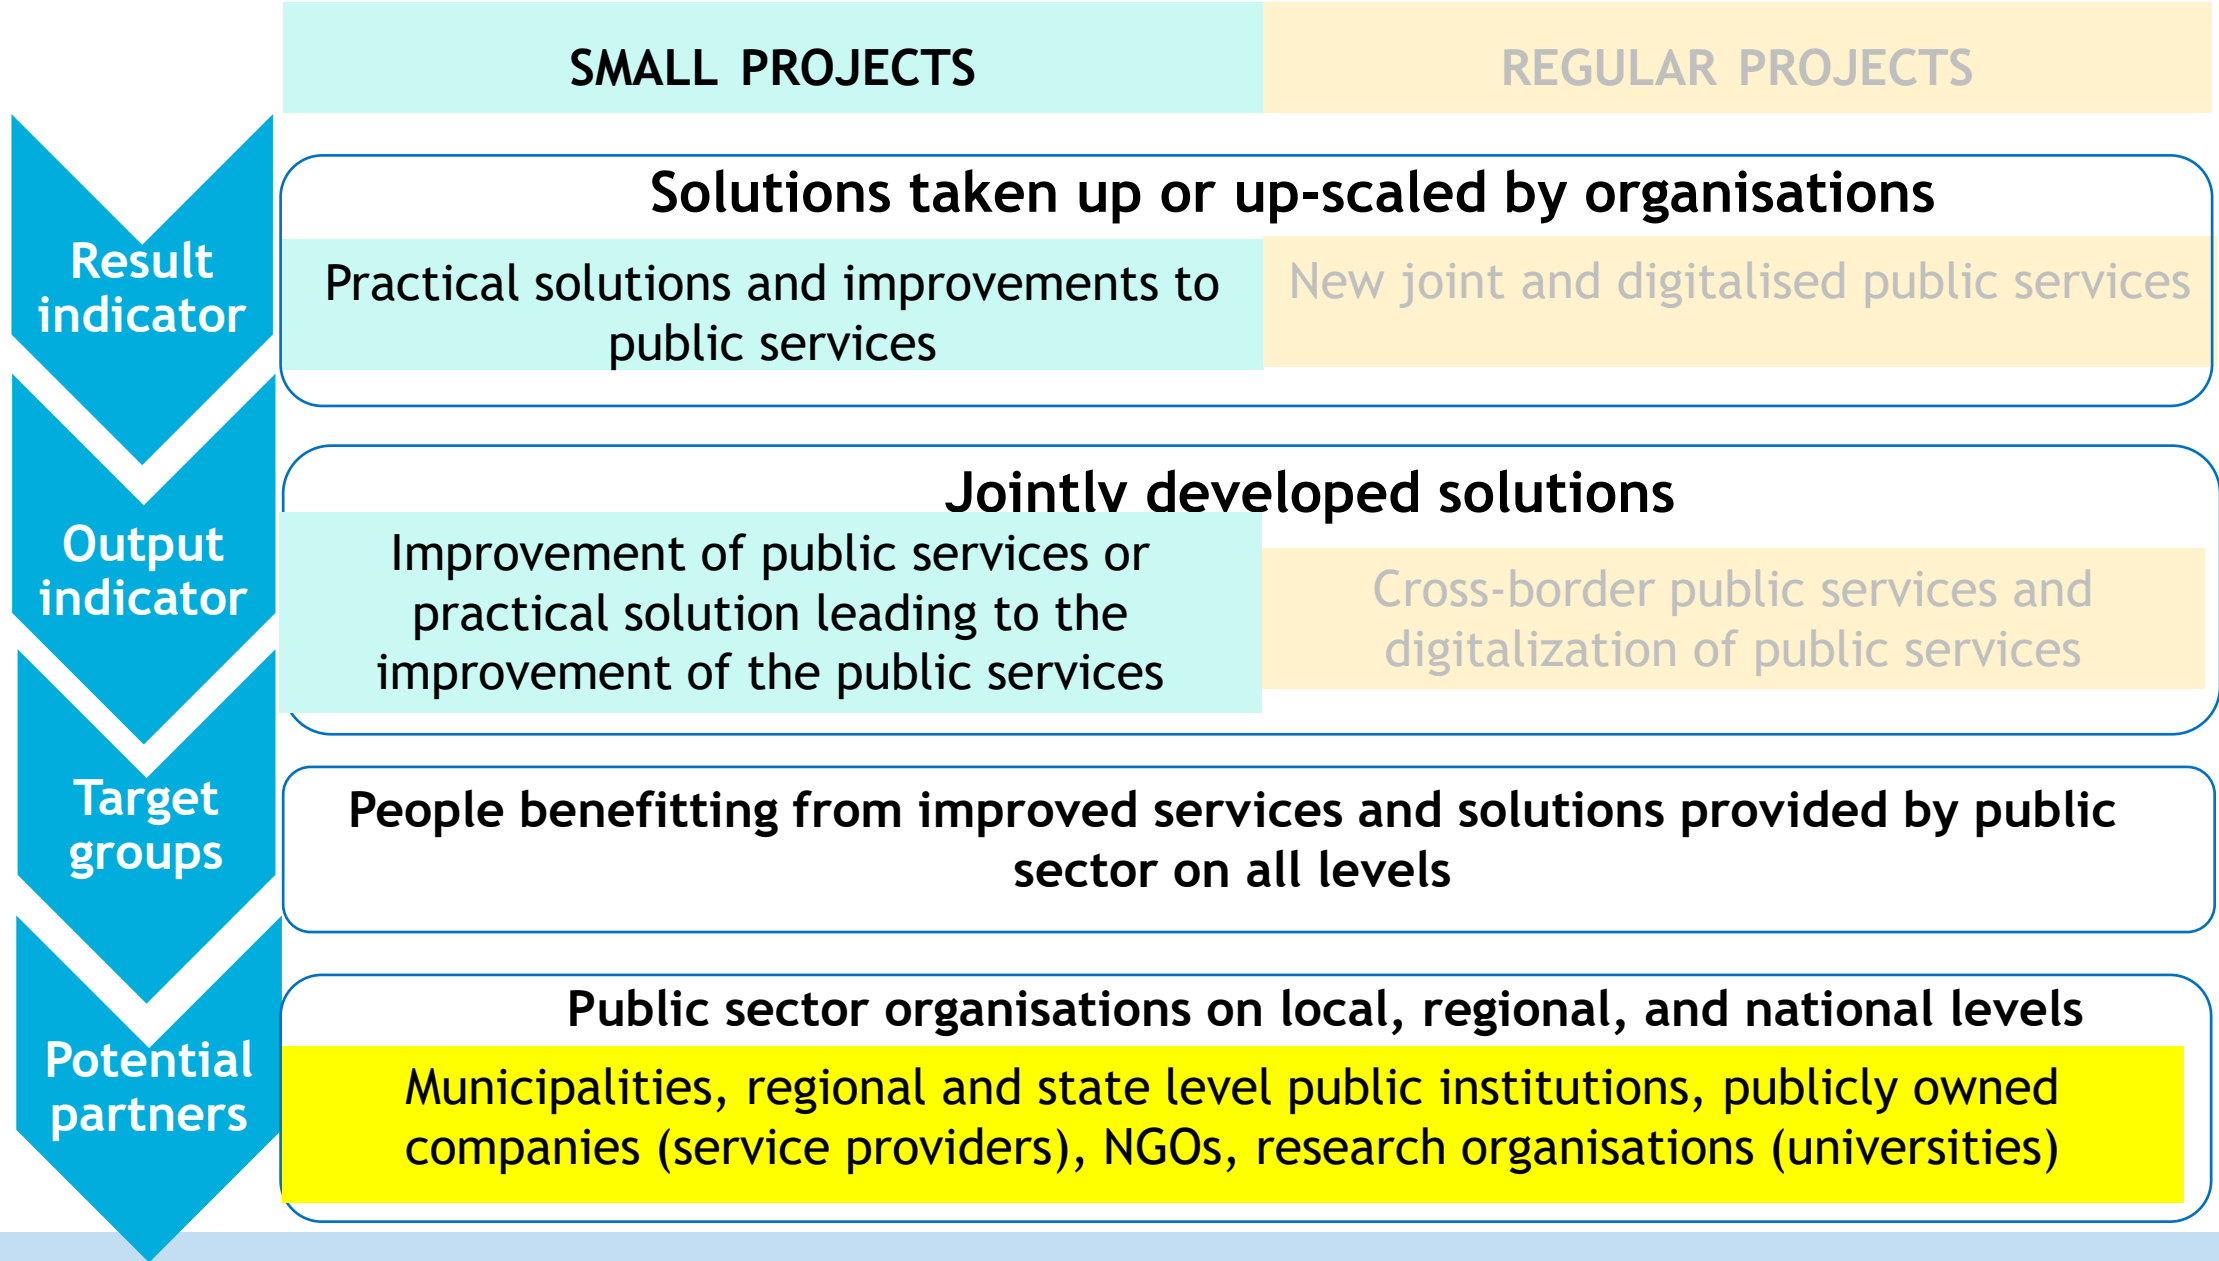 SMALL PROJECTS
REGULAR PROJECTS
Result
indicator
Solutions taken up or up-scaled by organisations
Practical solutions and improvements to
public services
New joint and digitalised public services
Output
indicator
Jointly developed solutions
Improvement of public services or
practical solution leading to the
improvement of the public services
Cross-border public services and
digitalization of public services
Target
groups
People benefitting from improved services and solutions provided by public
sector on all levels
Potential
partners
Public sector organisations on local, regional, and national levels
Municipalities, regional and state level public institutions, publicly owned
companies (service providers), NGOs, research organisations (universities)